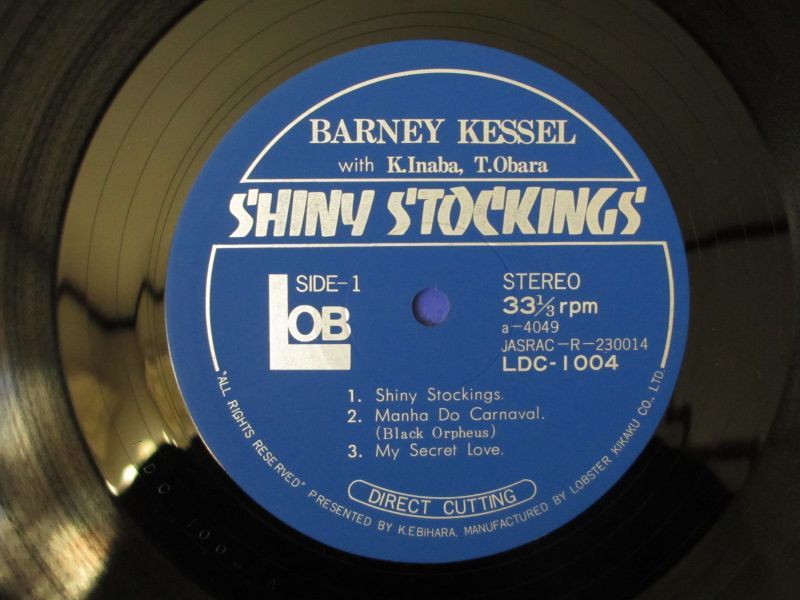 BARNEY KESSEL
with K.Inaba, T.Obara
SHINY STOCKINGS
SIDE-1
LOB
STEREO
33⅓rpm
a-4049
JASRAC-R-230014
LDC-1004
1. Shiny Stockings.
2. Manha Do Carnaval.
(Black Orpheus)
3. My Secret Love.
DIRECT CUTTING
"ALL RIGHTS RESERVED" PRESENTED BY K.EBIHARA, MANUFACTURED BY LOBSTER KIKAKU CO., LTD